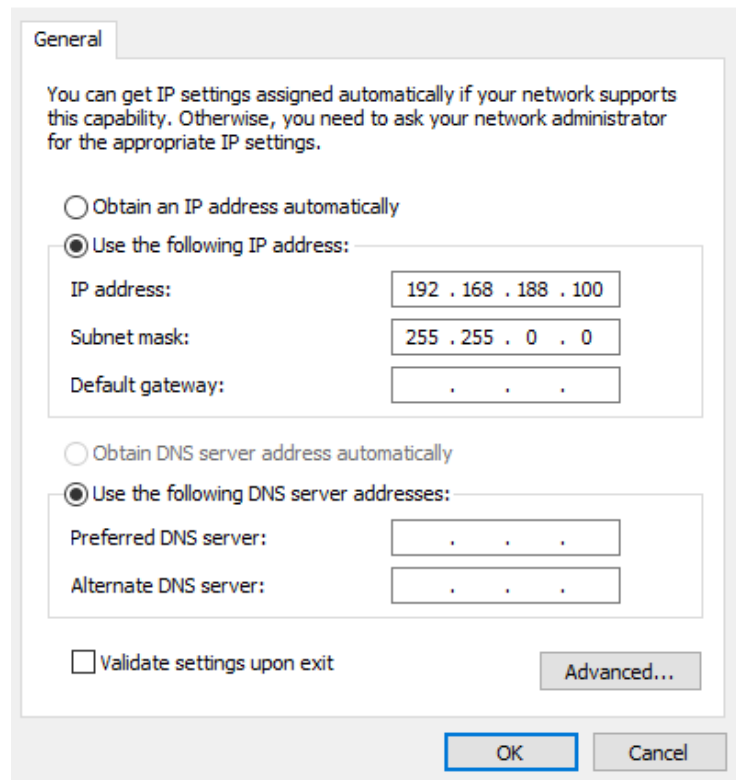 General
You can get IP settings assigned automatically if your network supports
this capability. Otherwise, you need to ask your network administrator
for the appropriate IP settings.
Obtain an IP address automatically
Use the following IP address:
IP address: 192 . 168 . 188 . 100
Subnet mask: 255 . 255 . 0 . 0
Default gateway: . . .
Obtain DNS server address automatically
Use the following DNS server addresses:
Preferred DNS server: . . .
Alternate DNS server: . . .
Validate settings upon exit
Advanced...
OK Cancel